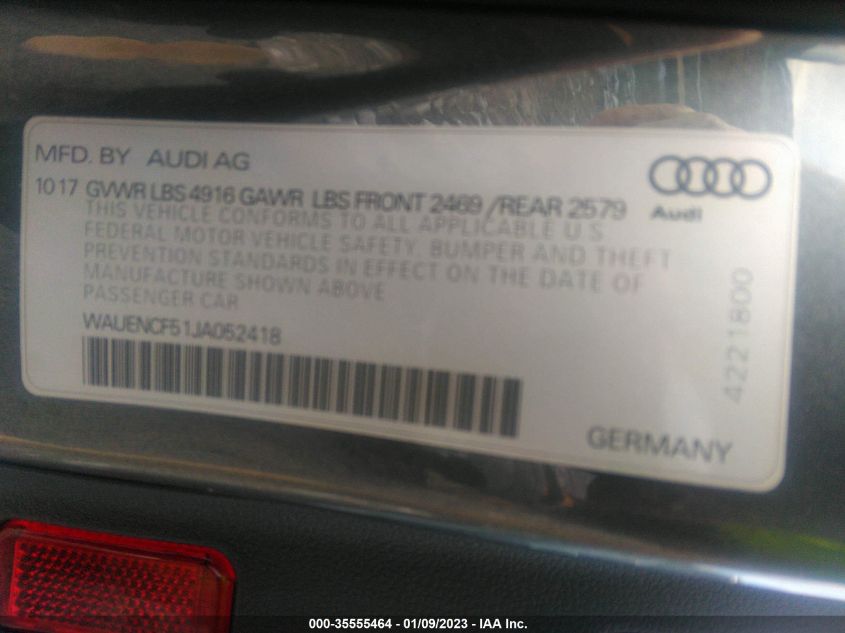 MFD. BY AUDI AG
Audi
1017 GVWR LBS 4916 GAWR LBS FRONT 2469 /REAR 2579
THIS VEHICLE CONFORMS TO ALL APPLICABLE U S
FEDERAL MOTOR VEHICLE SAFETY, BUMPER AND THEFT
PREVENTION STANDARDS IN EFFECT ON THE DATE OF
MANUFACTURE SHOWN ABOVE
PASSENGER CAR
WAUENCF51JA052418
4221800
GERMANY
000-35555464 - 01/09/2023 - IAA Inc.